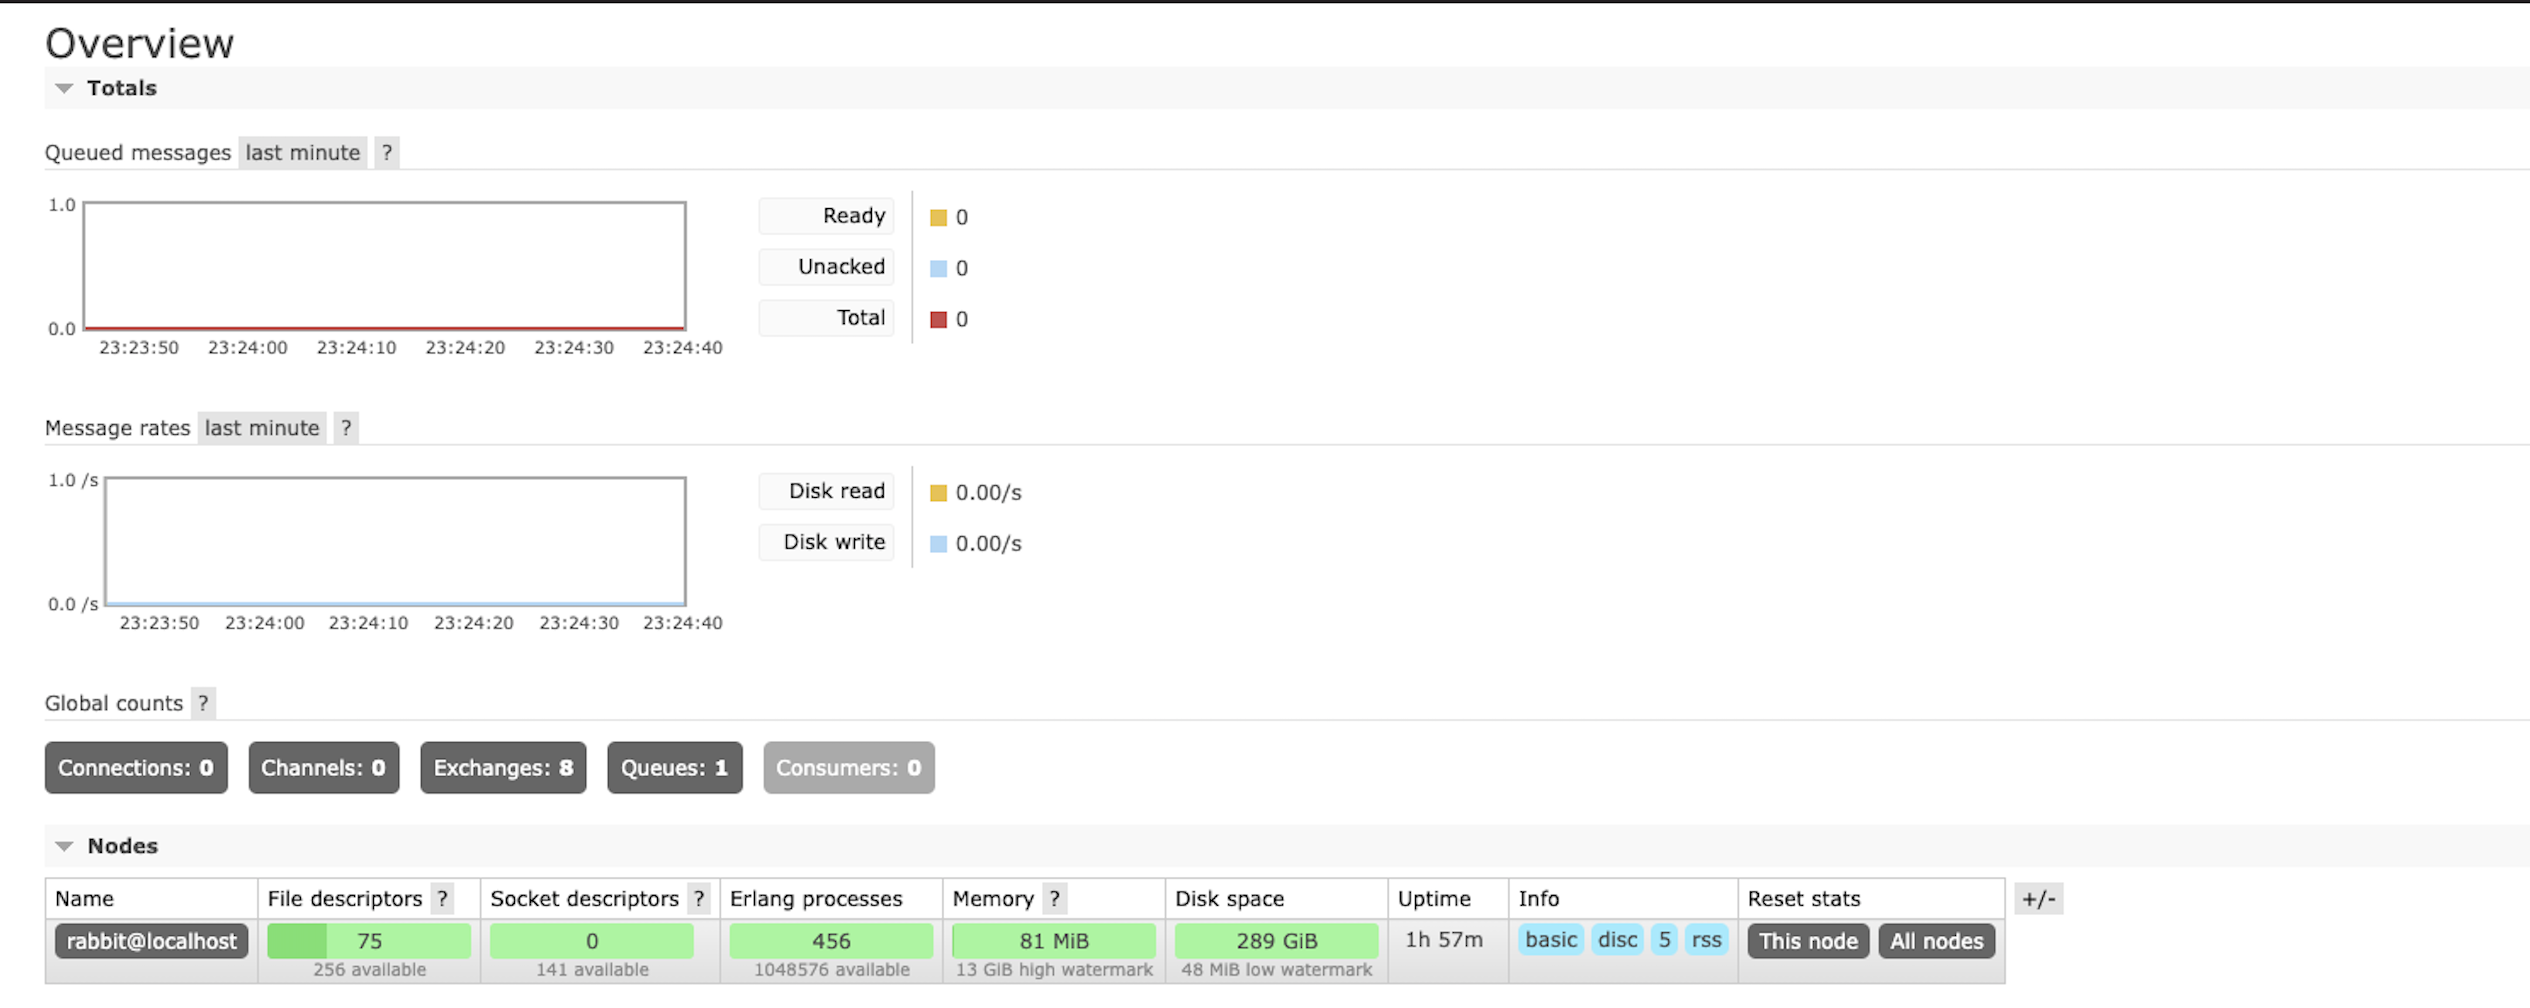 Overview
Totals
Queued messages last minute ?
1.0
0.0
23:23:50 23:24:00 23:24:10 23:24:20 23:24:30 23:24:40
Ready 0
Unacked 0
Total 0
Message rates last minute ?
1.0 /s
0.0 /s
23:23:50 23:24:00 23:24:10 23:24:20 23:24:30 23:24:40
Disk read 0.00/s
Disk write 0.00/s
Global counts ?
Connections: 0 Channels: 0 Exchanges: 8 Queues: 1 Consumers: 0
Nodes
Name File descriptors ? Socket descriptors ? Erlang processes Memory ? Disk space Uptime Info Reset stats +/-
rabbit@localhost 75 0 456 81 MiB 289 GiB 1h 57m basic disc 5 rss This node All nodes
256 available 141 available 1048576 available 13 GiB high watermark 48 MiB low watermark